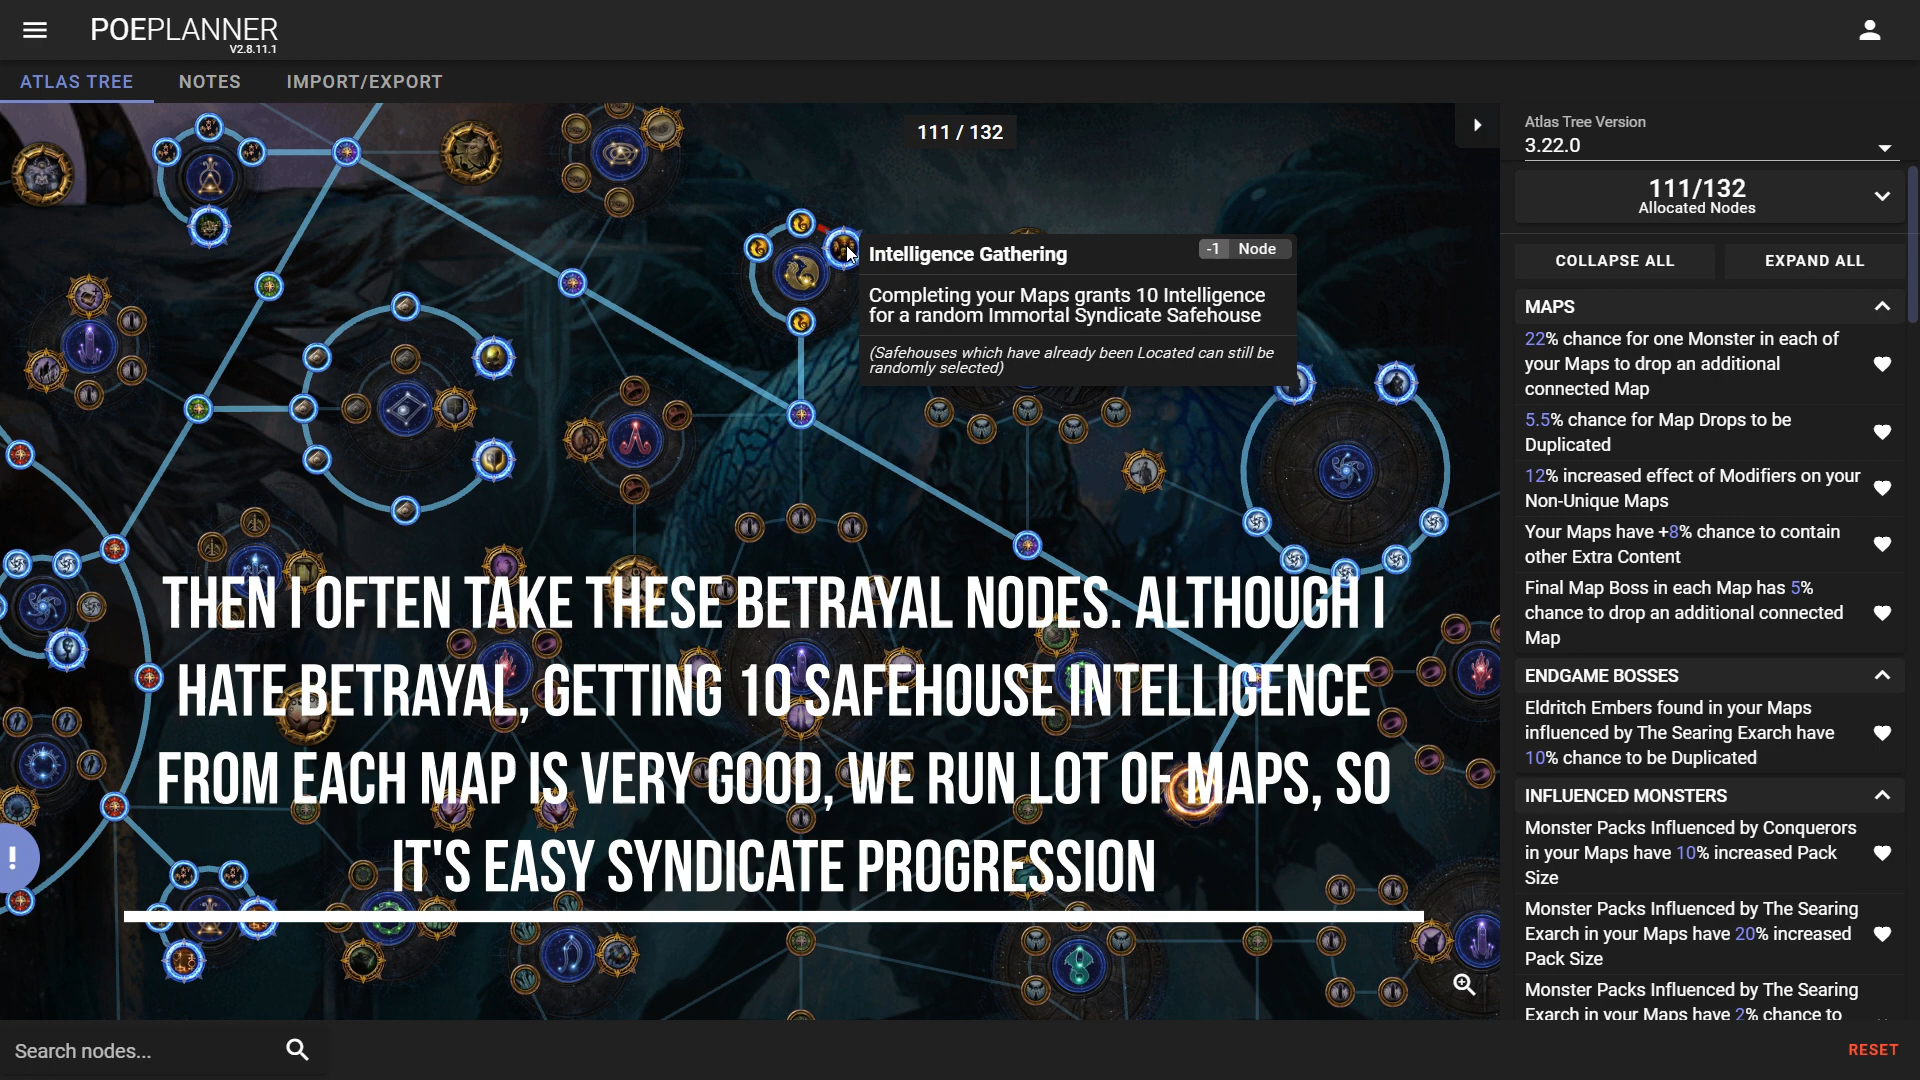 POEPLANNER
V2.8.11.1
ATLAS TREE
NOTES
IMPORT/EXPORT
111 / 132
Intelligence Gathering
-1 Node
Completing your Maps grants 10 Intelligence
for a random Immortal Syndicate Safehouse
(Safehouses which have already been Located can still be
randomly selected)
THEN I OFTEN TAKE THESE BETRAYAL NODES. ALTHOUGH I
HATE BETRAYAL, GETTING 10 SAFEHOUSE INTELLIGENCE
FROM EACH MAP IS VERY GOOD, WE RUN LOT OF MAPS, SO
IT'S EASY SYNDICATE PROGRESSION
!
Search nodes...
Atlas Tree Version
3.22.0
111/132
Allocated Nodes
COLLAPSE ALL
EXPAND ALL
MAPS
22% chance for one Monster in each of
your Maps to drop an additional
connected Map
5.5% chance for Map Drops to be
Duplicated
12% increased effect of Modifiers on your
Non-Unique Maps
Your Maps have +8% chance to contain
other Extra Content
Final Map Boss in each Map has 5%
chance to drop an additional connected
Map
ENDGAME BOSSES
Eldritch Embers found in your Maps
influenced by The Searing Exarch have
10% chance to be Duplicated
INFLUENCED MONSTERS
Monster Packs Influenced by Conquerors
in your Maps have 10% increased Pack
Size
Monster Packs Influenced by The Searing
Exarch in your Maps have 20% increased
Pack Size
Monster Packs Influenced by The Searing
Exarch in your Maps have 2% chance to
RESET